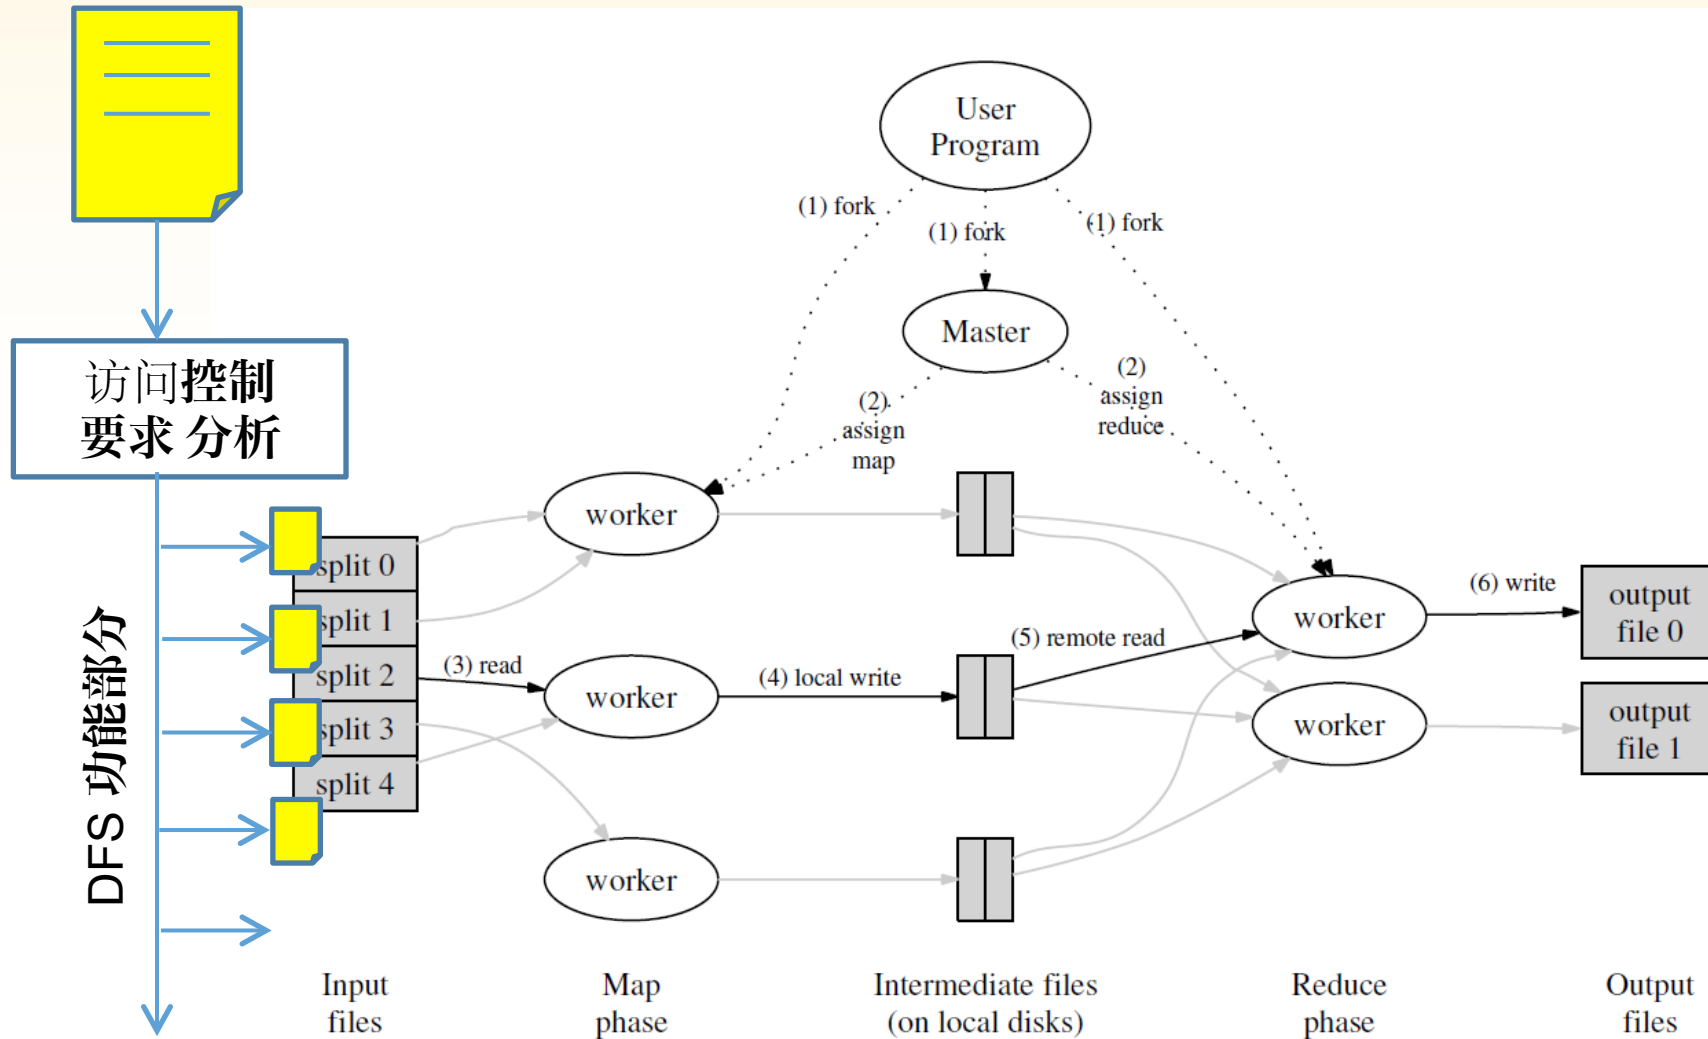 User
Program
(1) fork
(1) fork
(1) fork
Master
访问控制
要求 分析
(2)
assign
map
(2)
assign
reduce
DFS 功能部分
split 0
split 1
split 2
split 3
split 4
(3) read
worker
worker
worker
(4) local write
(5) remote read
worker
worker
(6) write
output
file 0
output
file 1
Input
files
Map
phase
Intermediate files
(on local disks)
Reduce
phase
Output
files